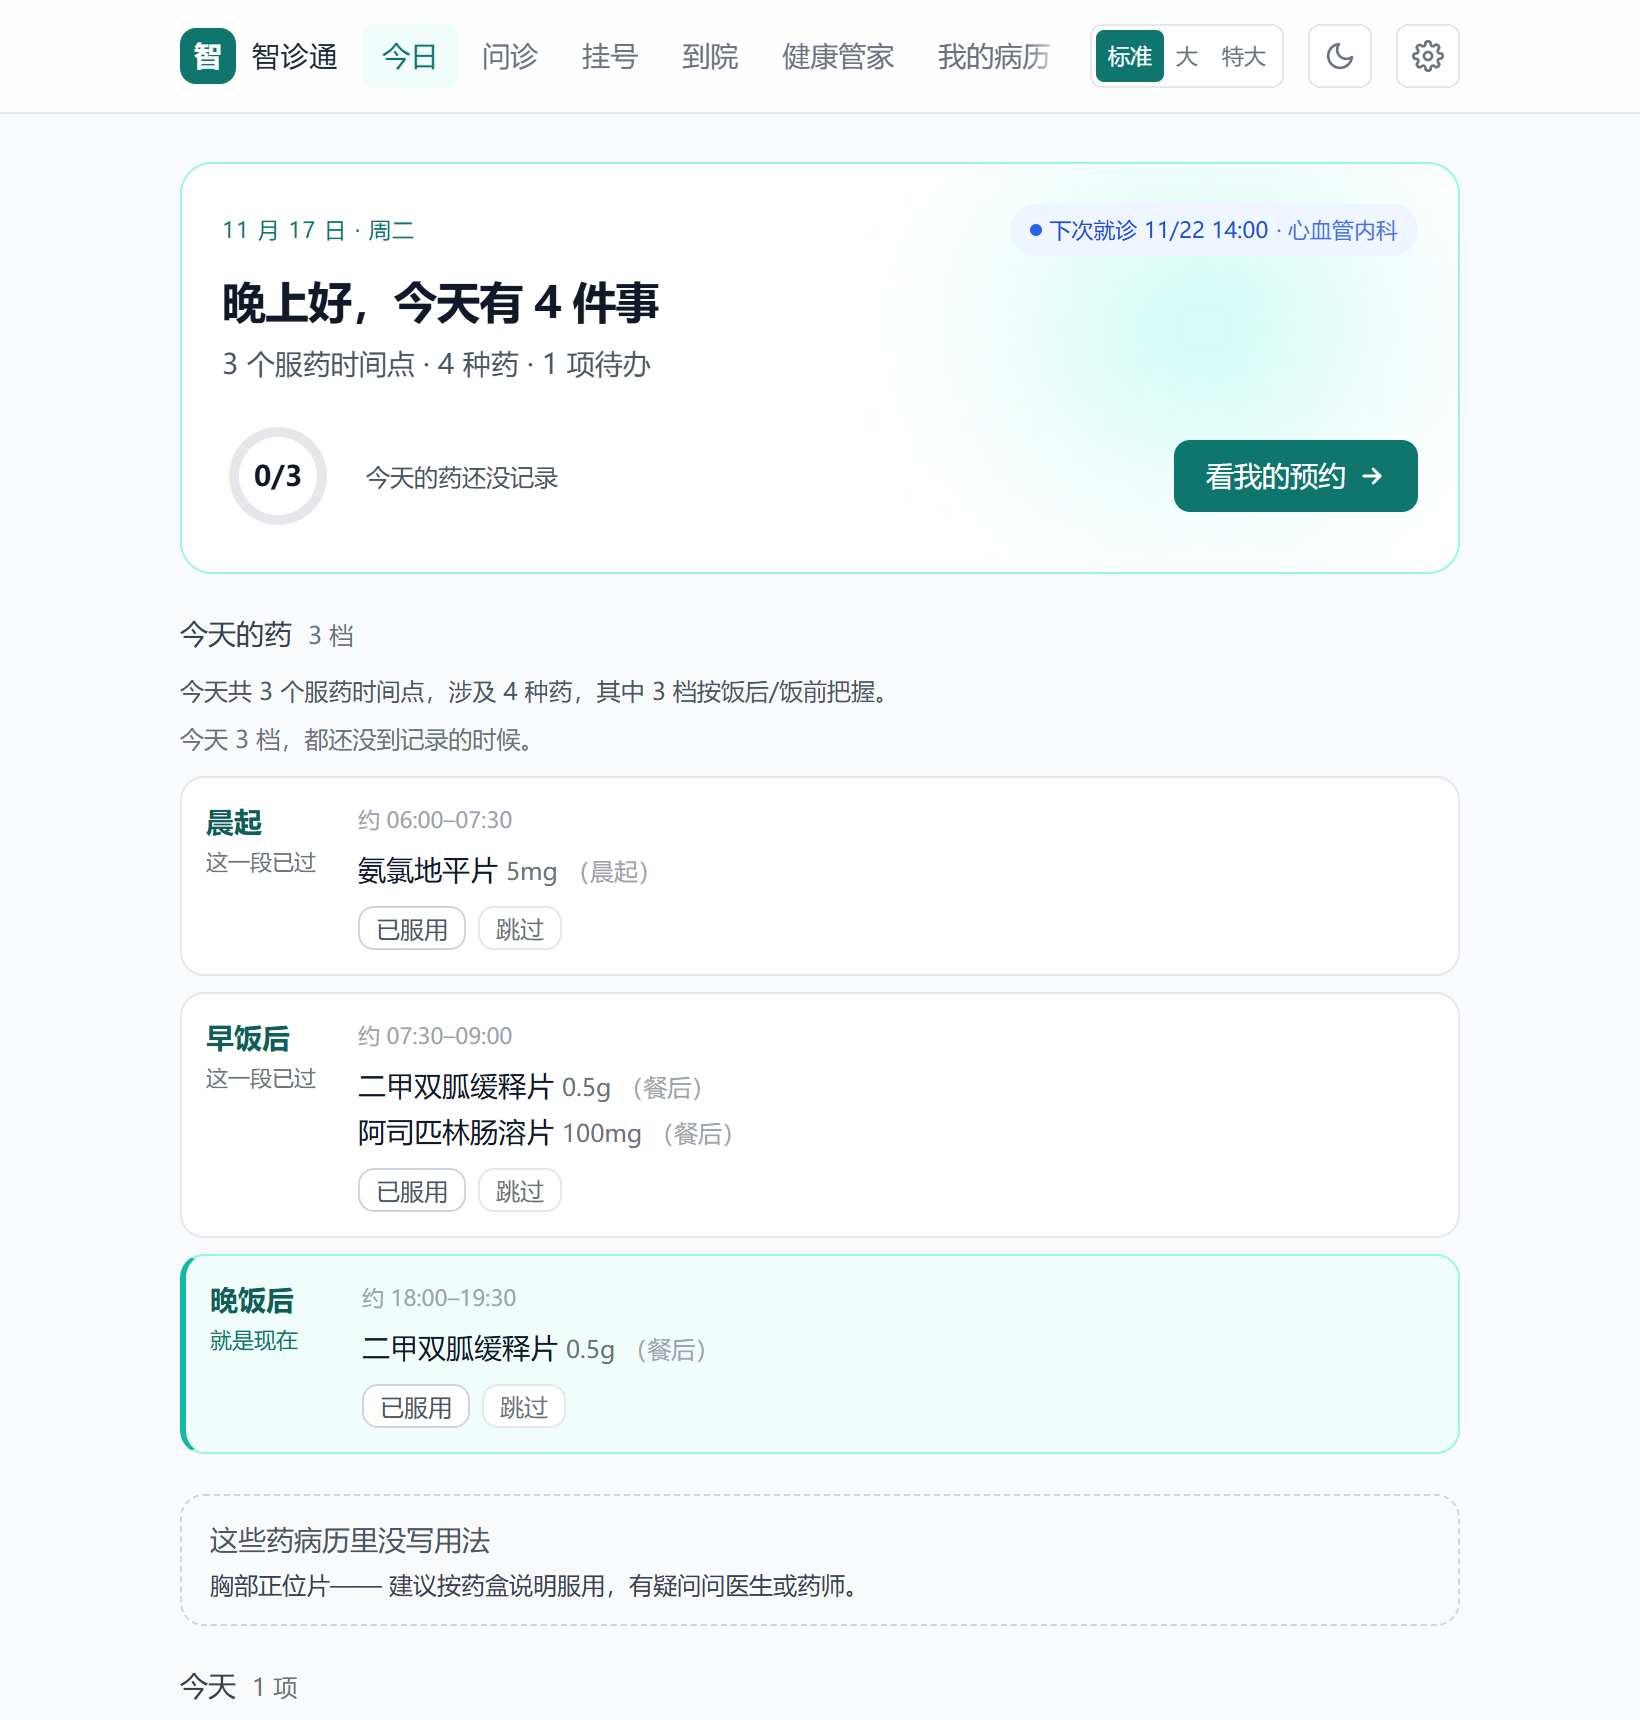 智 智诊通 今日 问诊 挂号 到院 健康管家 我的病历 标准 大 特大
11 月 17 日 · 周二
下次就诊 11/22 14:00 · 心血管内科
晚上好，今天有 4 件事
3 个服药时间点 · 4 种药 · 1 项待办
0/3
今天的药还没记录
看我的预约 →
今天的药 3 档
今天共 3 个服药时间点，涉及 4 种药，其中 3 档按饭后/饭前把握。
今天 3 档，都还没到记录的时候。
晨起
这一段已过
约 06:00–07:30
氨氯地平片 5mg （晨起）
已服用 跳过
早饭后
这一段已过
约 07:30–09:00
二甲双胍缓释片 0.5g （餐后）
阿司匹林肠溶片 100mg （餐后）
已服用 跳过
晚饭后
就是现在
约 18:00–19:30
二甲双胍缓释片 0.5g （餐后）
已服用 跳过
这些药病历里没写用法
胸部正位片—— 建议按药盒说明服用，有疑问问医生或药师。
今天 1 项